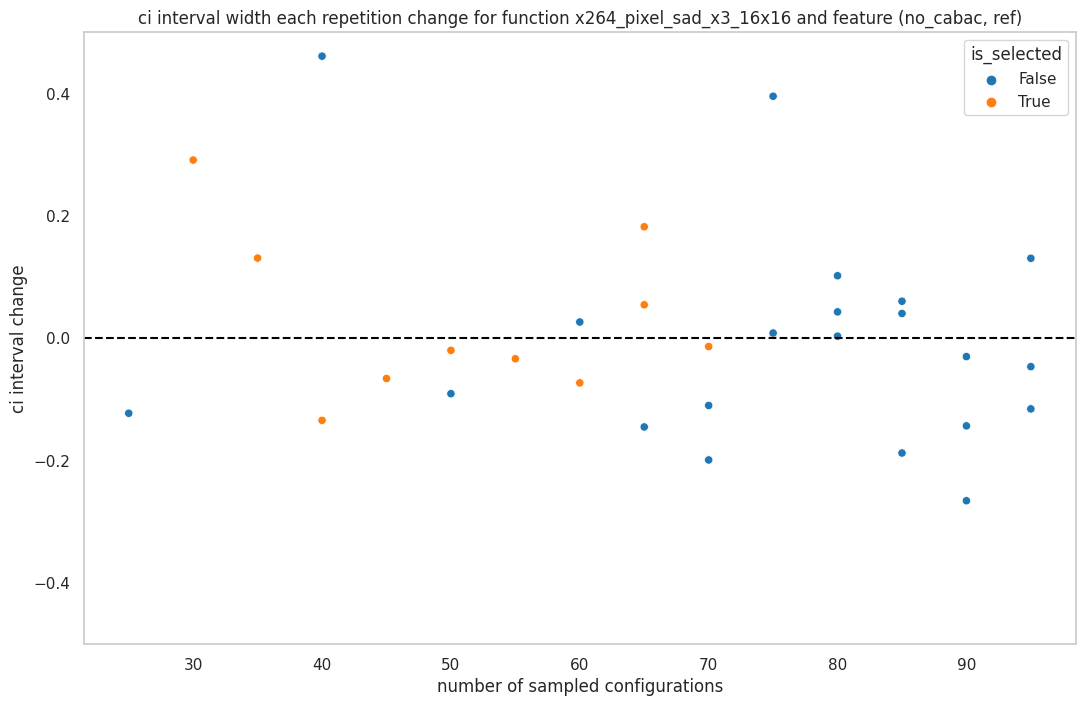 ci interval width each repetition change for function x264_pixel_sad_x3_16x16 and feature (no_cabac, ref)
is_selected
False
True
0.4
0.2
0.0
−0.2
−0.4
ci interval change
30 40 50 60 70 80 90
number of sampled configurations